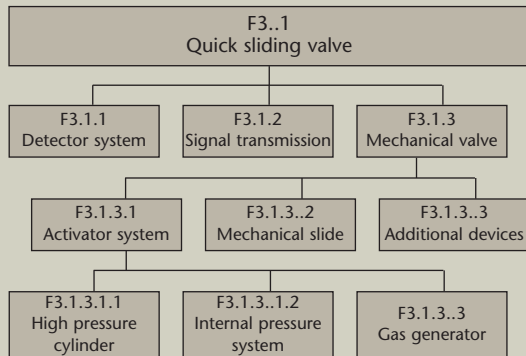 F3..1
Quick sliding valve
F3.1.1
Detector system
F3.1.2
Signal transmission
F3.1.3
Mechanical valve
F3.1.3.1
Activator system
F3.1.3..2
Mechanical slide
F3.1.3..3
Additional devices
F3.1.3.1.1
High pressure
cylinder
F3.1.3..1.2
Internal pressure
system
F3.1.3..3
Gas generator